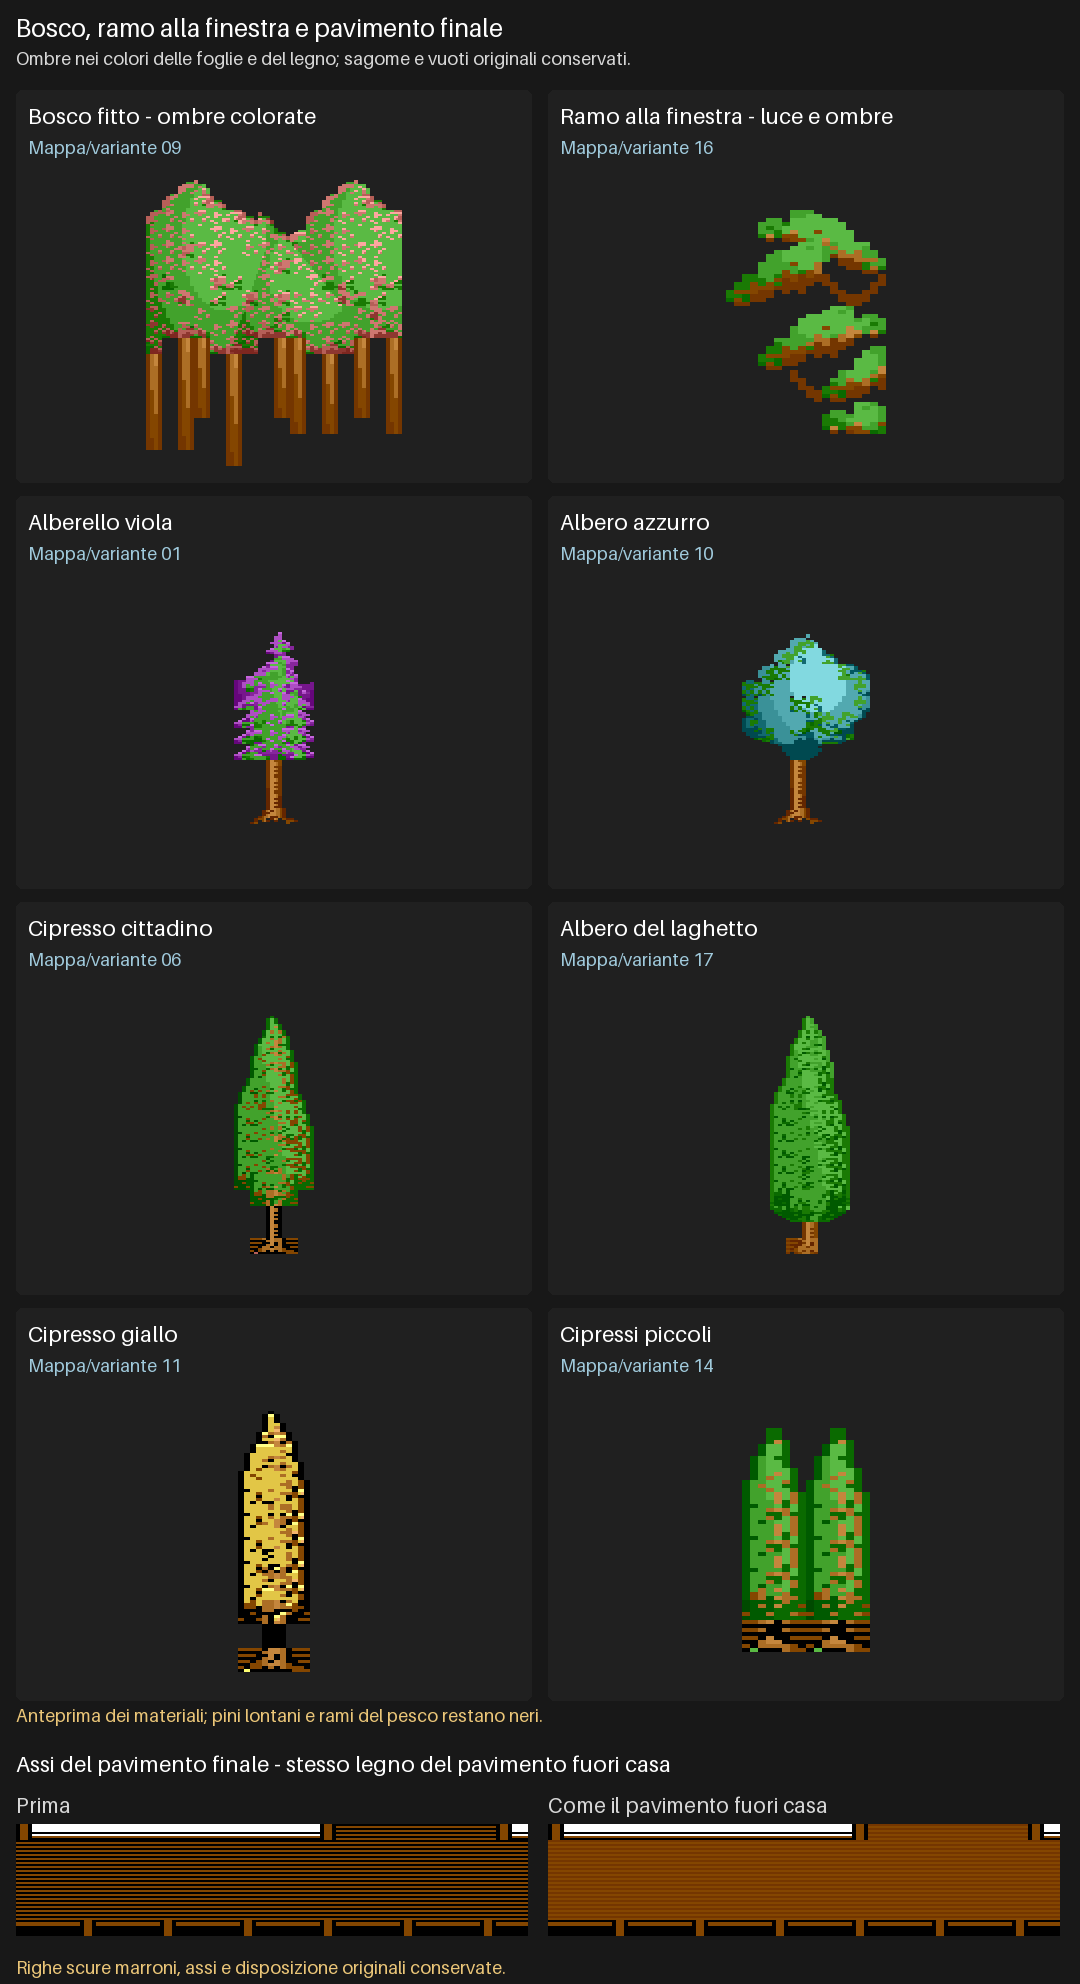 Bosco, ramo alla finestra e pavimento finale
Ombre nei colori delle foglie e del legno; sagome e vuoti originali conservati.
Bosco fitto - ombre colorate
Mappa/variante 09
Ramo alla finestra - luce e ombre
Mappa/variante 16
Alberello viola
Mappa/variante 01
Albero azzurro
Mappa/variante 10
Cipresso cittadino
Mappa/variante 06
Albero del laghetto
Mappa/variante 17
Cipresso giallo
Mappa/variante 11
Cipressi piccoli
Mappa/variante 14
Anteprima dei materiali; pini lontani e rami del pesco restano neri.
Assi del pavimento finale - stesso legno del pavimento fuori casa
Prima
Come il pavimento fuori casa
Righe scure marroni, assi e disposizione originali conservate.